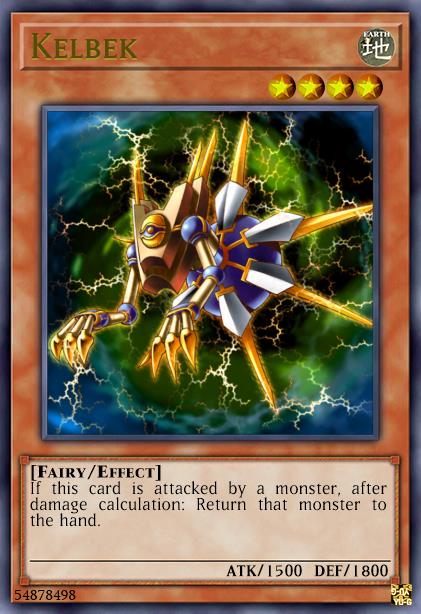 Kelbek
EARTH
地
[Fairy/Effect]
If this card is attacked by a monster, after
damage calculation: Return that monster to
the hand.
ATK/1500 DEF/1800
54878498